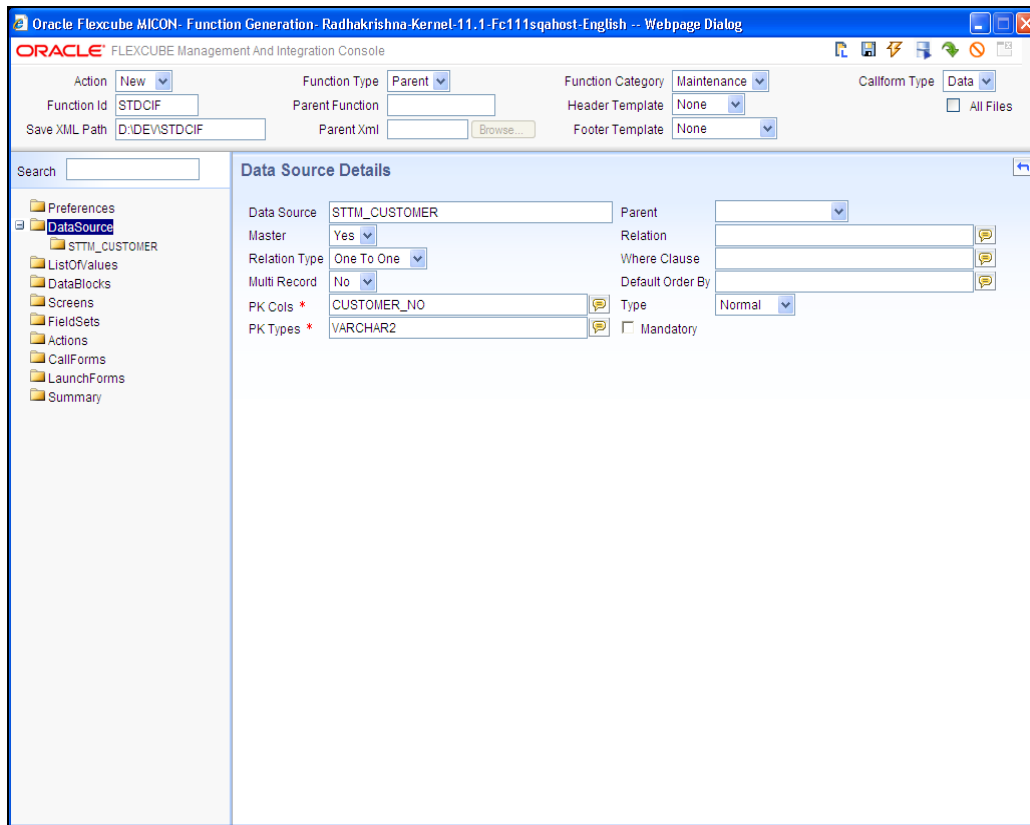 Oracle Flexcube MICON- Function Generation- Radhakrishna-Kernel-11.1-Fc111sqahost-English -- Webpage Dialog
ORACLE FLEXCUBE Management And Integration Console
Action New Function Type Parent Function Category Maintenance Callform Type Data
Function Id STDCIF Parent Function Header Template None All Files
Save XML Path D:\DEV\STDCIF Parent Xml Browse... Footer Template None
Search
Preferences
DataSource
STTM_CUSTOMER
ListOfValues
DataBlocks
Screens
FieldSets
Actions
CallForms
LaunchForms
Summary
Data Source Details
Data Source STTM_CUSTOMER Parent
Master Yes Relation
Relation Type One To One Where Clause
Multi Record No Default Order By
PK Cols * CUSTOMER_NO Type Normal
PK Types * VARCHAR2 Mandatory